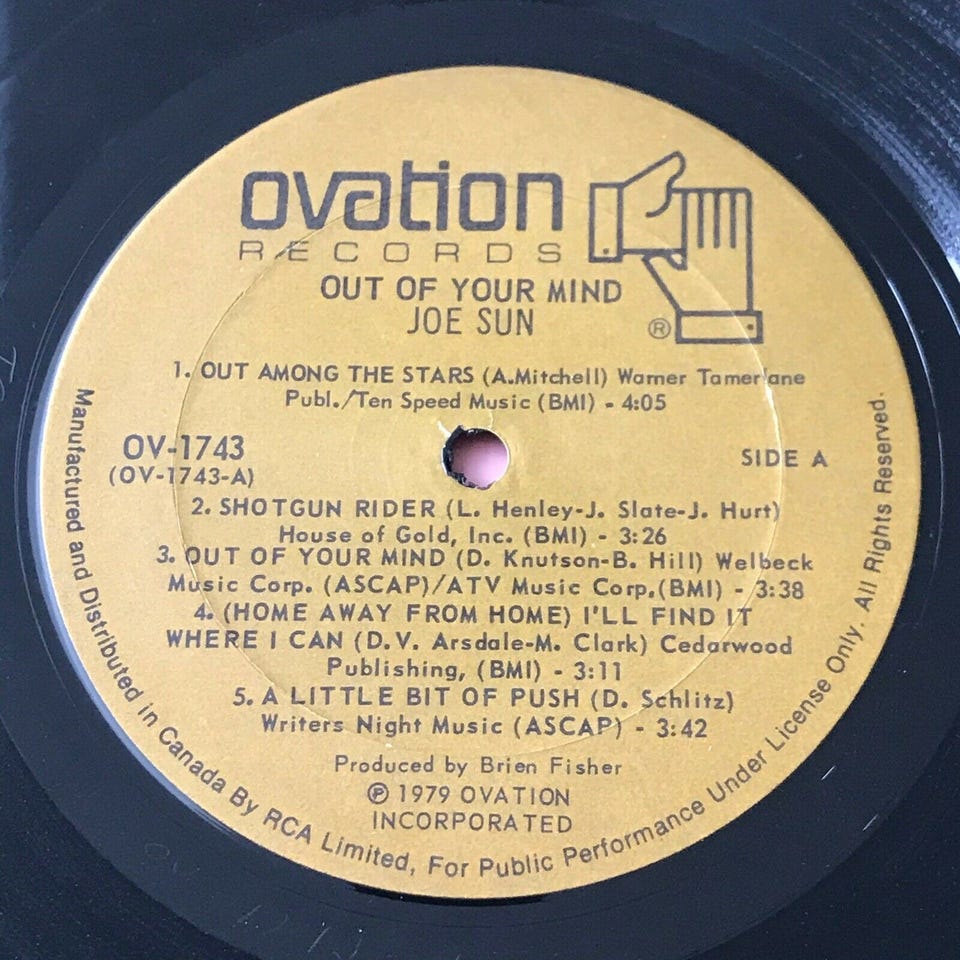 ovation
RECORDS
OUT OF YOUR MIND
JOE SUN
®
1. OUT AMONG THE STARS (A.Mitchell) Warner Tamerlane
Publ./Ten Speed Music (BMI) - 4:05
OV-1743
(OV-1743-A)
SIDE A
2. SHOTGUN RIDER (L. Henley-J. Slate-J. Hurt)
House of Gold, Inc. (BMI) - 3:26
3. OUT OF YOUR MIND (D. Knutson-B. Hill) Welbeck
Music Corp. (ASCAP)/ATV Music Corp.(BMI) - 3:38
4. (HOME AWAY FROM HOME) I'LL FIND IT
WHERE I CAN (D.V. Arsdale-M. Clark) Cedarwood
Publishing, (BMI) - 3:11
5. A LITTLE BIT OF PUSH (D. Schlitz)
Writers Night Music (ASCAP) - 3:42
Produced by Brien Fisher
℗ 1979 OVATION
INCORPORATED
Manufactured and Distributed in Canada By RCA Limited, For Public Performance Under License Only. All Rights Reserved.